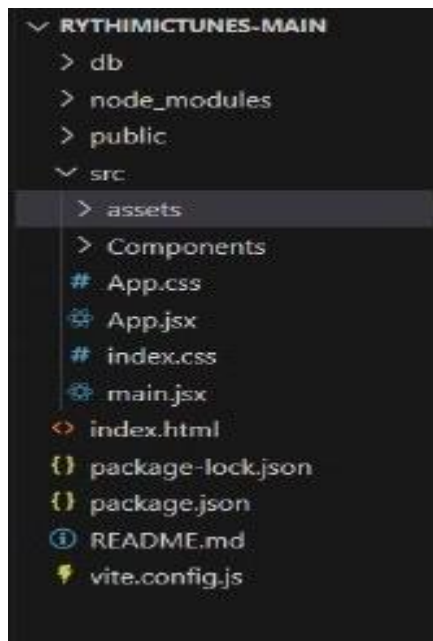 RYTHIMICTUNES-MAIN
db
node_modules
public
src
assets
Components
# App.css
App.jsx
# index.css
main.jsx
<> index.html
{} package-lock.json
{} package.json
README.md
vite.config.js